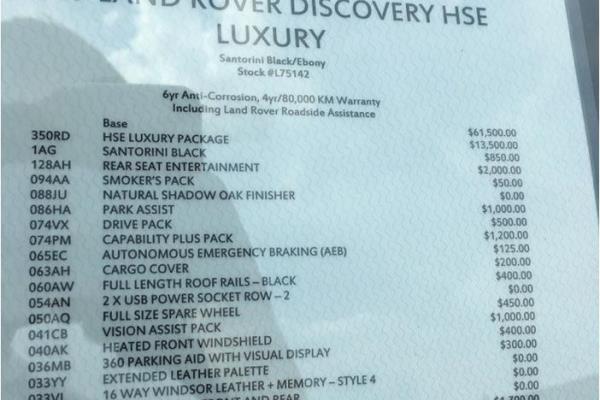 LAND ROVER DISCOVERY HSE
LUXURY
Santorini Black/Ebony
Stock #L75142
6yr Anti-Corrosion, 4yr/80,000 KM Warranty
Including Land Rover Roadside Assistance
Base $61,500.00
350RD HSE LUXURY PACKAGE $13,500.00
1AG SANTORINI BLACK $850.00
128AH REAR SEAT ENTERTAINMENT $2,000.00
094AA SMOKER'S PACK $50.00
088JU NATURAL SHADOW OAK FINISHER $0.00
086HA PARK ASSIST $1,000.00
074VX DRIVE PACK $500.00
074PM CAPABILITY PLUS PACK $1,200.00
065EC AUTONOMOUS EMERGENCY BRAKING (AEB) $125.00
063AH CARGO COVER $200.00
060AW FULL LENGTH ROOF RAILS – BLACK $400.00
054AN 2 X USB POWER SOCKET ROW – 2 $0.00
050AQ FULL SIZE SPARE WHEEL $450.00
041CB VISION ASSIST PACK $1,000.00
040AK HEATED FRONT WINDSHIELD $400.00
036MB 360 PARKING AID WITH VISUAL DISPLAY $300.00
033YY EXTENDED LEATHER PALETTE $0.00
033VL 16 WAY WINDSOR LEATHER + MEMORY – STYLE 4 $0.00
FRONT AND REAR $0.00
$1,700.00